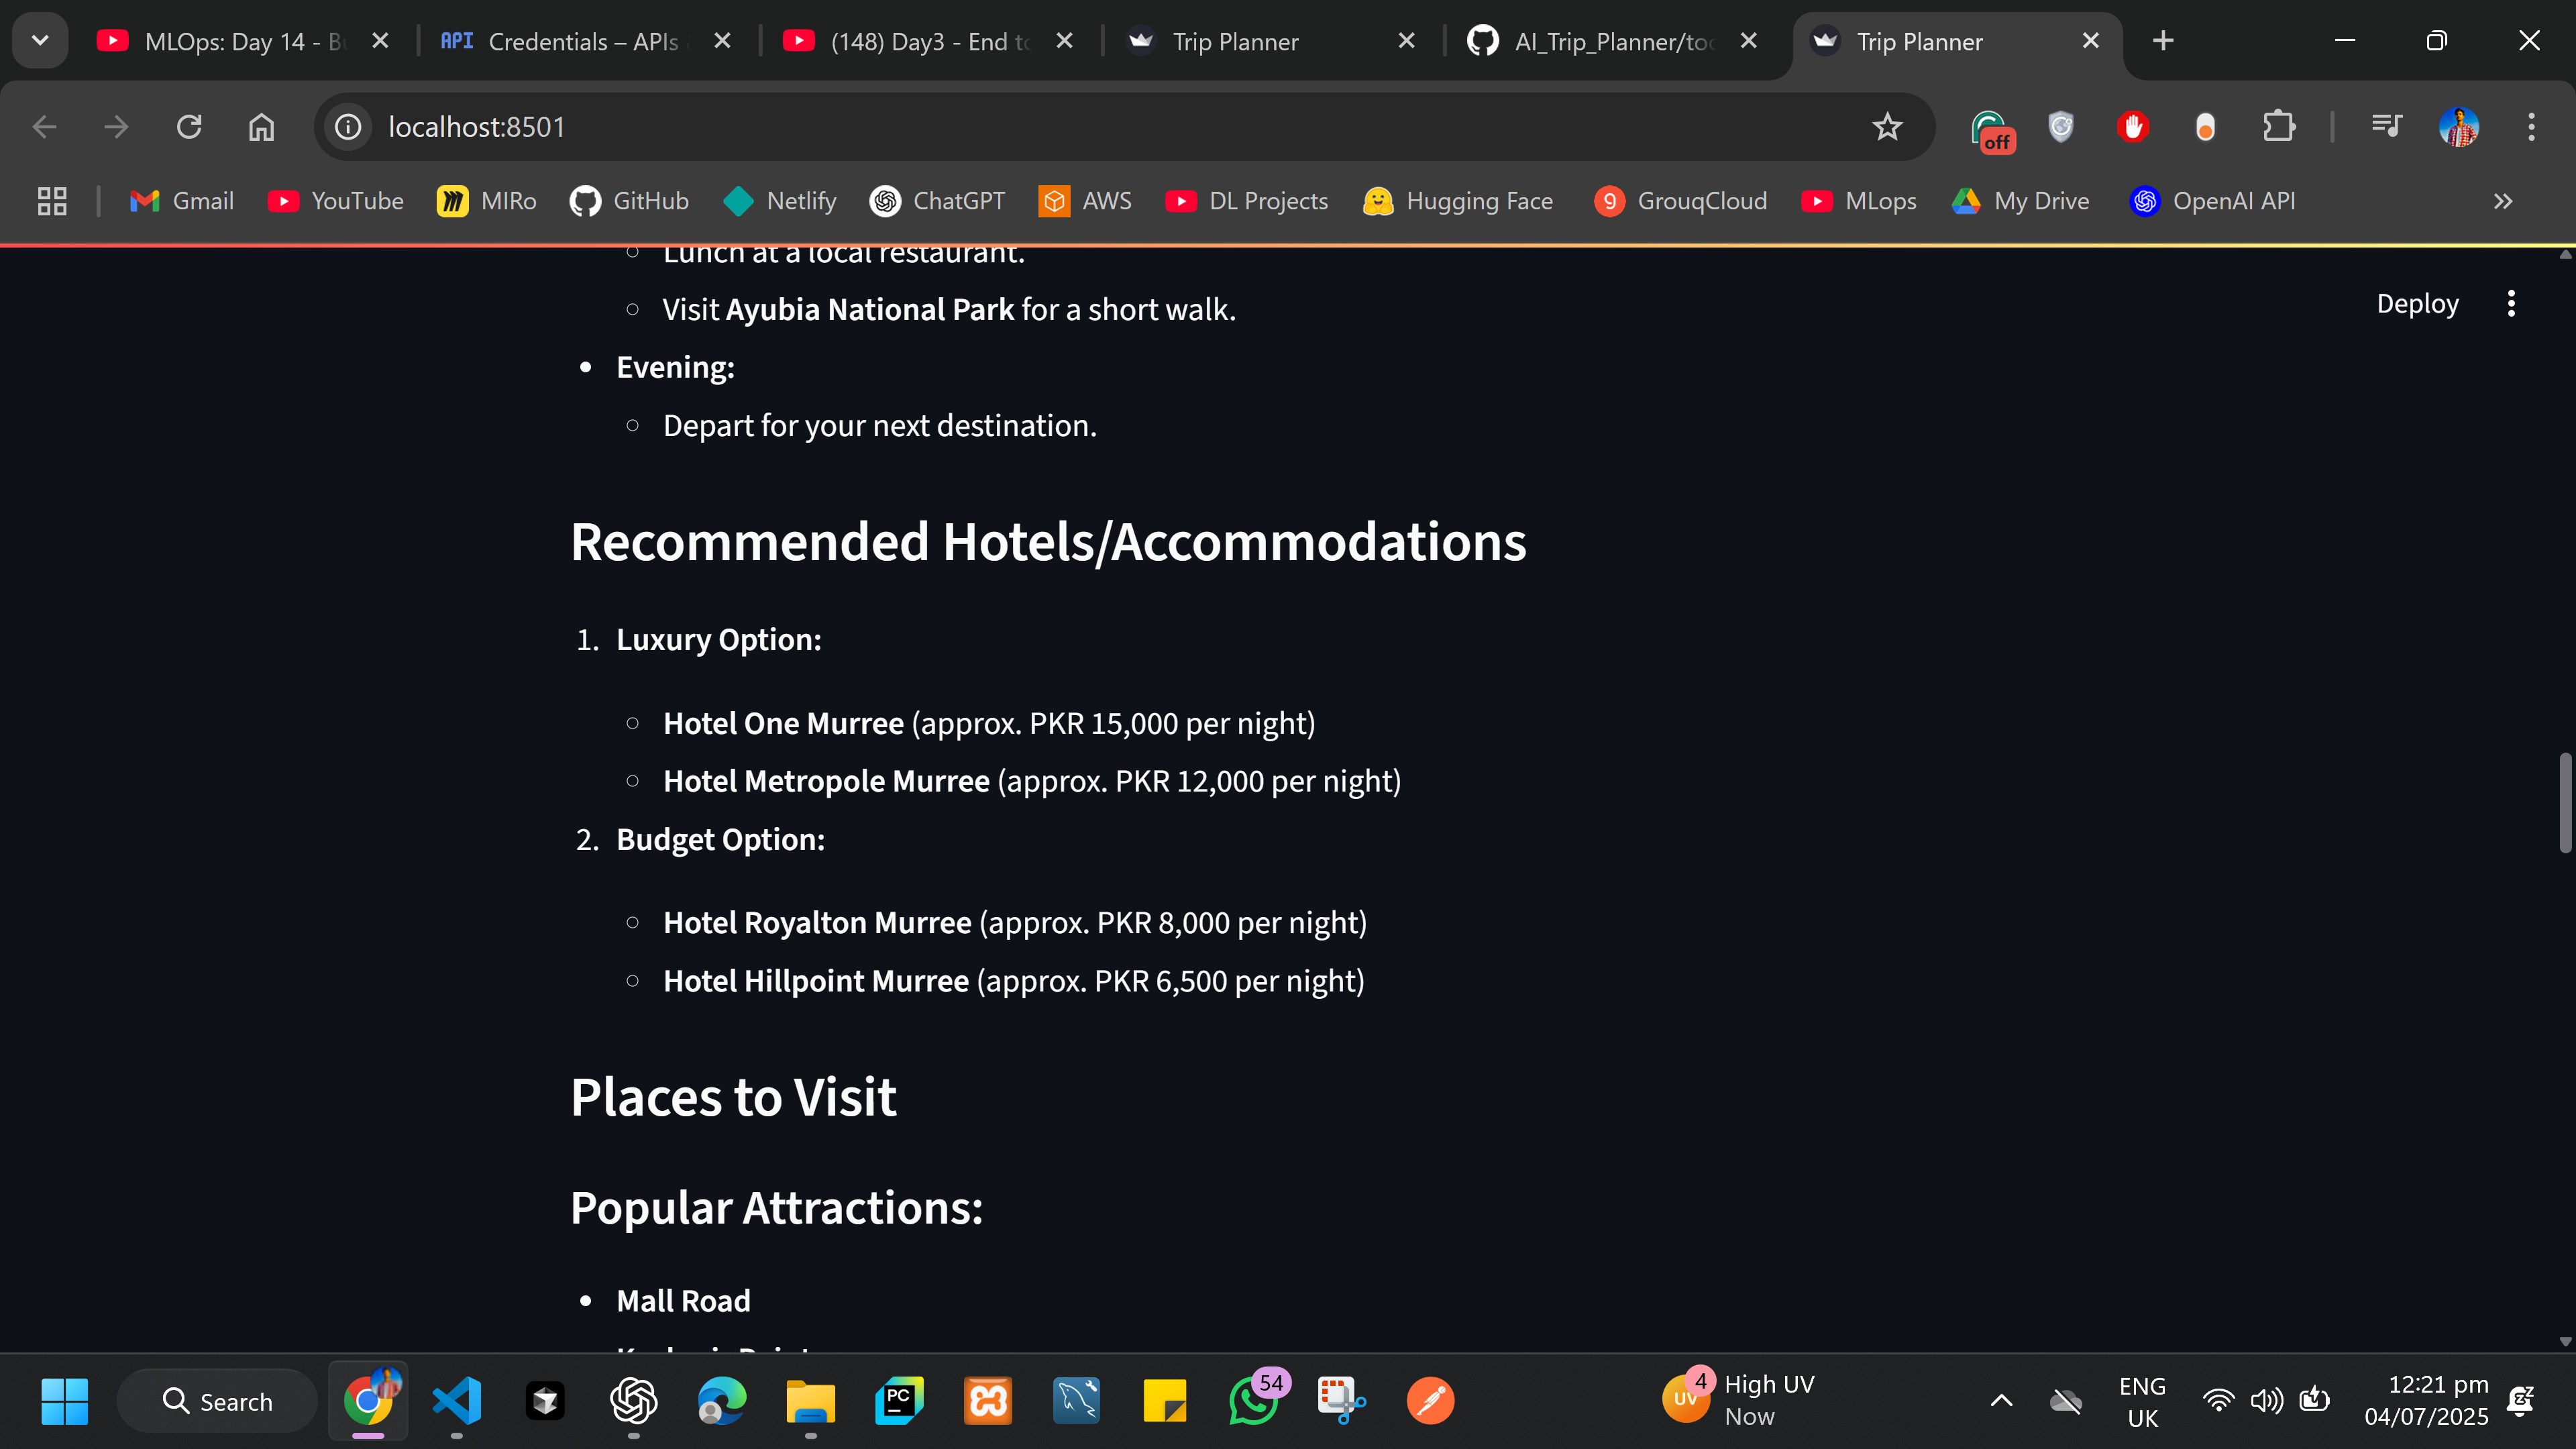 MLOps: Day 14 - B
Credentials – APIs
(148) Day3 - End to
Trip Planner
AI_Trip_Planner/too
Trip Planner
localhost:8501
off
Gmail
YouTube
MIRo
GitHub
Netlify
ChatGPT
AWS
DL Projects
Hugging Face
GrouqCloud
MLops
My Drive
OpenAI API
Lunch at a local restaurant.
Visit Ayubia National Park for a short walk.
Deploy
Evening:
Depart for your next destination.
Recommended Hotels/Accommodations
1. Luxury Option:
Hotel One Murree (approx. PKR 15,000 per night)
Hotel Metropole Murree (approx. PKR 12,000 per night)
2. Budget Option:
Hotel Royalton Murree (approx. PKR 8,000 per night)
Hotel Hillpoint Murree (approx. PKR 6,500 per night)
Places to Visit
Popular Attractions:
Mall Road
Search
PC
54
UV
4
High UV
Now
ENG
UK
12:21 pm
04/07/2025